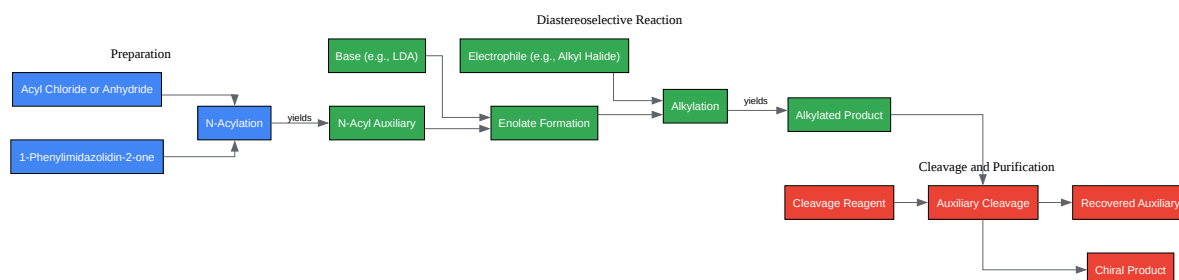 Diastereoselective Reaction
Preparation
Base (e.g., LDA)
Electrophile (e.g., Alkyl Halide)
Acyl Chloride or Anhydride
N-Acylation
yields
N-Acyl Auxiliary
Enolate Formation
Alkylation
yields
Alkylated Product
1-Phenylimidazolidin-2-one
Cleavage and Purification
Cleavage Reagent
Auxiliary Cleavage
Recovered Auxiliary
Chiral Product